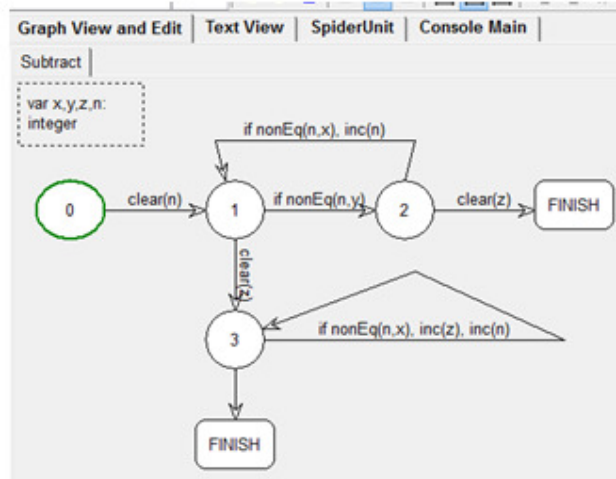 Graph View and Edit Text View SpiderUnit Console Main
Subtract
var x,y,z,n:
integer
if nonEq(n,x), inc(n)
0 clear(n) 1 if nonEq(n,y) 2 clear(z) FINISH
clear(z)
3 if nonEq(n,x), inc(z), inc(n)
FINISH